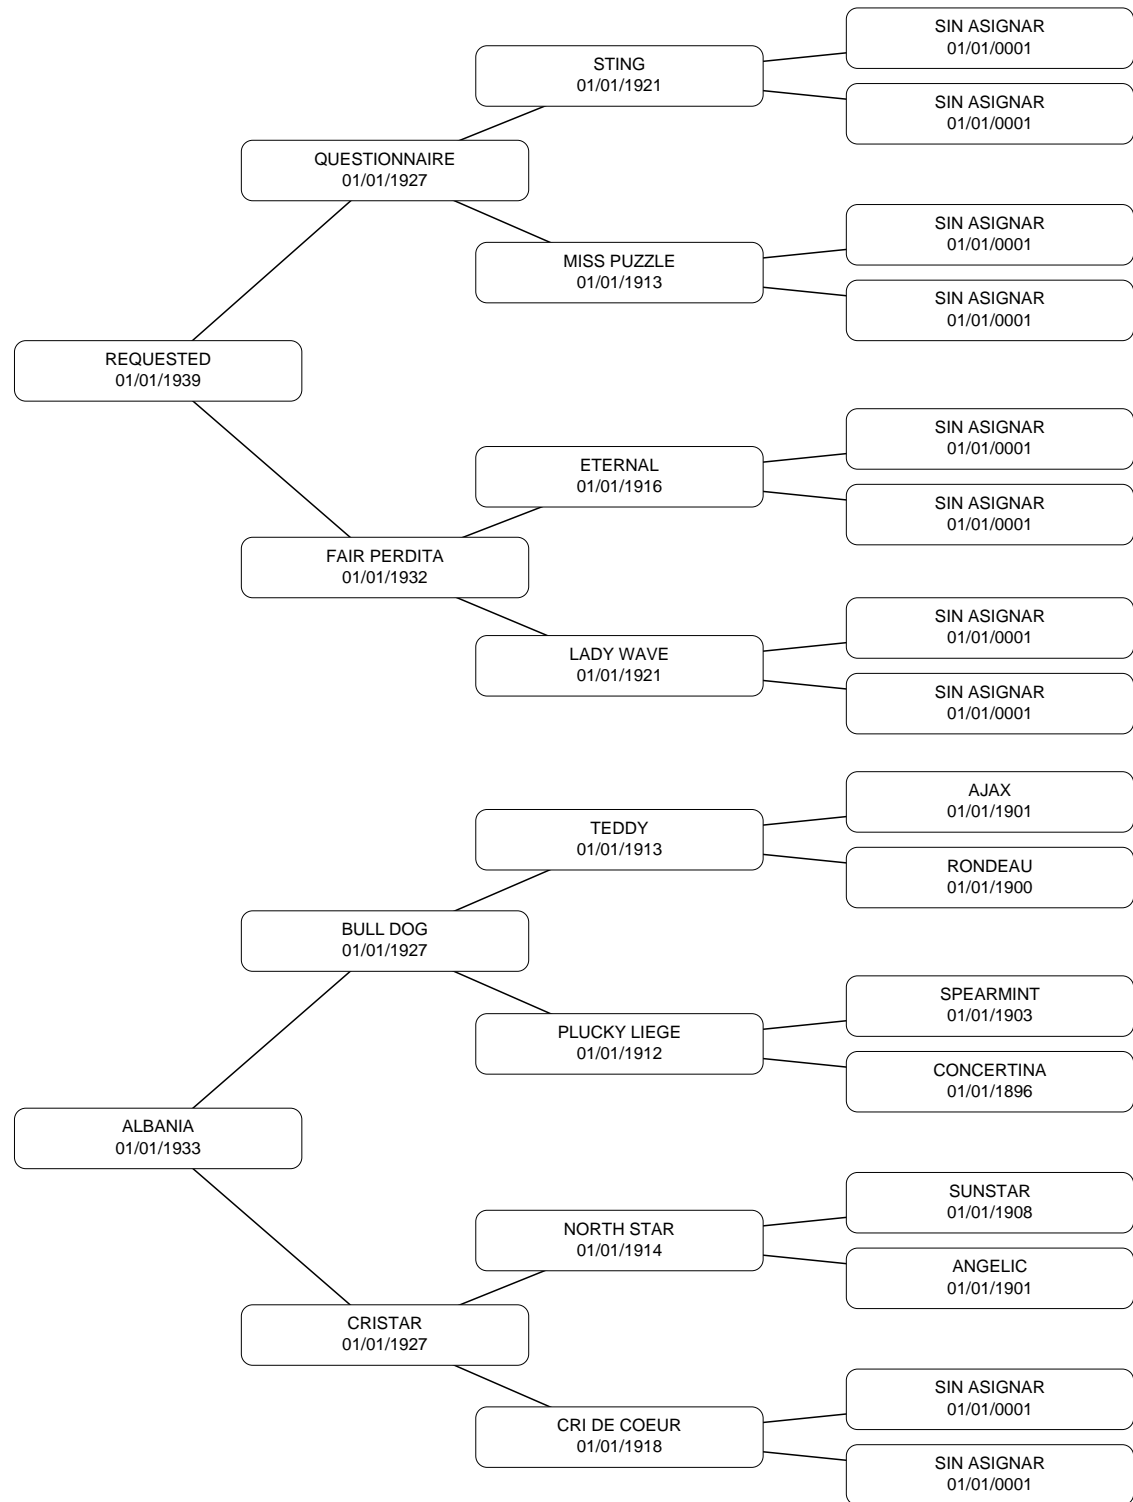 SIN ASIGNAR
01/01/0001
STING
01/01/1921
SIN ASIGNAR
01/01/0001
QUESTIONNAIRE
01/01/1927
SIN ASIGNAR
01/01/0001
MISS PUZZLE
01/01/1913
SIN ASIGNAR
01/01/0001
REQUESTED
01/01/1939
SIN ASIGNAR
01/01/0001
ETERNAL
01/01/1916
SIN ASIGNAR
01/01/0001
FAIR PERDITA
01/01/1932
SIN ASIGNAR
01/01/0001
LADY WAVE
01/01/1921
SIN ASIGNAR
01/01/0001
AJAX
01/01/1901
TEDDY
01/01/1913
RONDEAU
01/01/1900
BULL DOG
01/01/1927
SPEARMINT
01/01/1903
PLUCKY LIEGE
01/01/1912
CONCERTINA
01/01/1896
ALBANIA
01/01/1933
SUNSTAR
01/01/1908
NORTH STAR
01/01/1914
ANGELIC
01/01/1901
CRISTAR
01/01/1927
SIN ASIGNAR
01/01/0001
CRI DE COEUR
01/01/1918
SIN ASIGNAR
01/01/0001